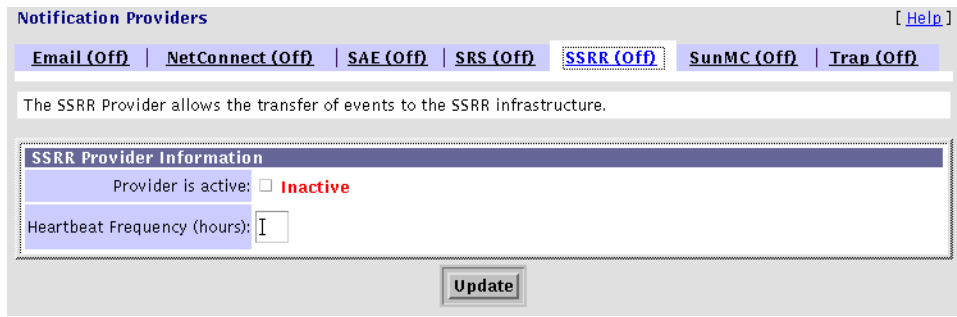 Notification Providers [ Help ]
Email (Off) | NetConnect (Off) | SAE (Off) | SRS (Off) SSRR (Off) SunMC (Off) | Trap (Off)
The SSRR Provider allows the transfer of events to the SSRR infrastructure.
SSRR Provider Information
Provider is active: Inactive
Heartbeat Frequency (hours):
Update